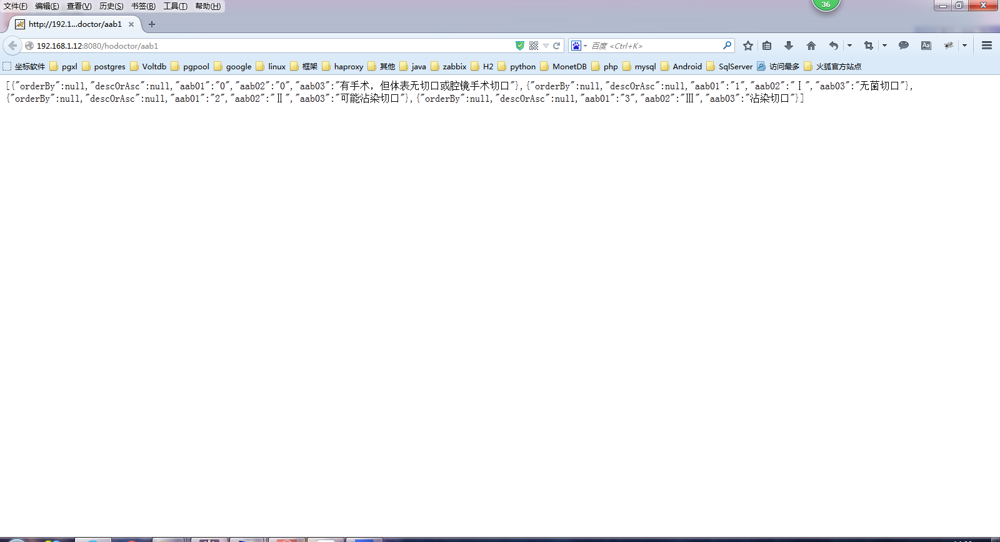 文件(F) 编辑(E) 查看(V) 历史(S) 书签(B) 工具(T) 帮助(H)
36
http://192.1...doctor/aab1
192.168.1.12:8080/hodoctor/aab1
百度 <Ctrl+K>
坐标软件 pgxl postgres Voltdb pgpool google linux 框架 haproxy 其他 java zabbix H2 python MonetDB php mysql Android SqlServer 访问最多 火狐官方站点
[{"orderBy":null,"descOrAsc":null,"aab01":"0","aab02":"0","aab03":"有手术，但体表无切口或腔镜手术切口"},{"orderBy":null,"descOrAsc":null,"aab01":"1","aab02":"Ⅰ","aab03":"无菌切口"},
{"orderBy":null,"descOrAsc":null,"aab01":"2","aab02":"Ⅱ","aab03":"可能沾染切口"},{"orderBy":null,"descOrAsc":null,"aab01":"3","aab02":"Ⅲ","aab03":"沾染切口"}]